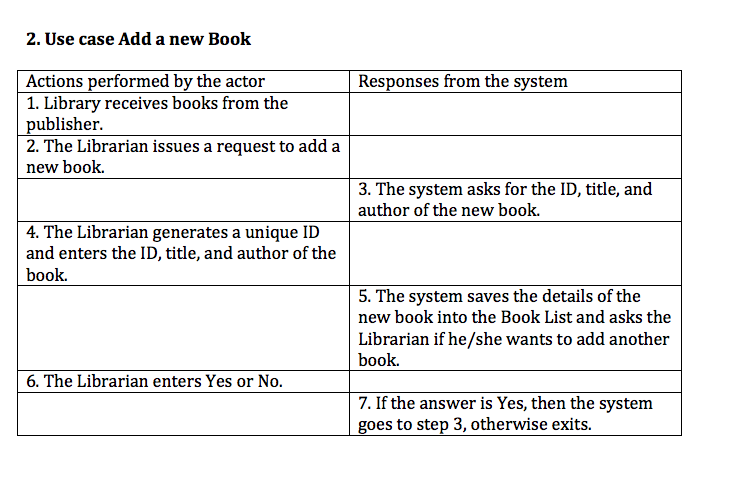 2. Use case Add a new Book
Actions performed by the actor
Responses from the system
1. Library receives books from the
publisher.
2. The Librarian issues a request to add a
new book.
3. The system asks for the ID, title, and
author of the new book.
4. The Librarian generates a unique ID
and enters the ID, title, and author of the
book.
5. The system saves the details of the
new book into the Book List and asks the
Librarian if he/she wants to add another
book.
6. The Librarian enters Yes or No.
7. If the answer is Yes, then the system
goes to step 3, otherwise exits.